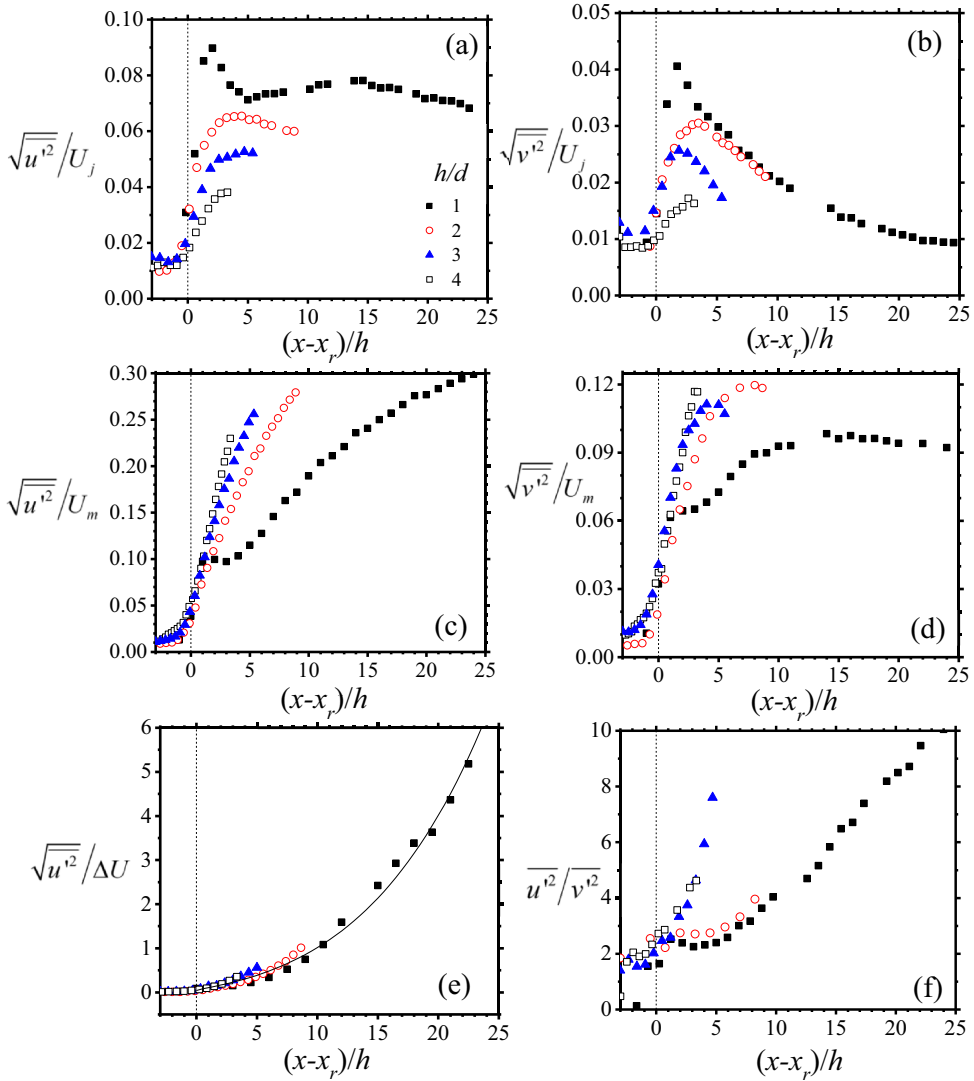 0.10
0.08
0.06
0.04
0.02
0.00
√u'²/U_j
(a)
h/d
1
2
3
4
0 5 10 15 20 25
(x-x_r)/h
0.05
0.04
0.03
0.02
0.01
0.00
√v'²/U_j
(b)
0 5 10 15 20 25
(x-x_r)/h
0.30
0.25
0.20
0.15
0.10
0.05
0.00
√u'²/U_m
(c)
0 5 10 15 20 25
(x-x_r)/h
0.12
0.09
0.06
0.03
0.00
√v'²/U_m
(d)
0 5 10 15 20 25
(x-x_r)/h
6
5
4
3
2
1
0
√u'²/ΔU
(e)
0 5 10 15 20 25
(x-x_r)/h
10
8
6
4
2
0
u'²/v'²
(f)
0 5 10 15 20 25
(x-x_r)/h